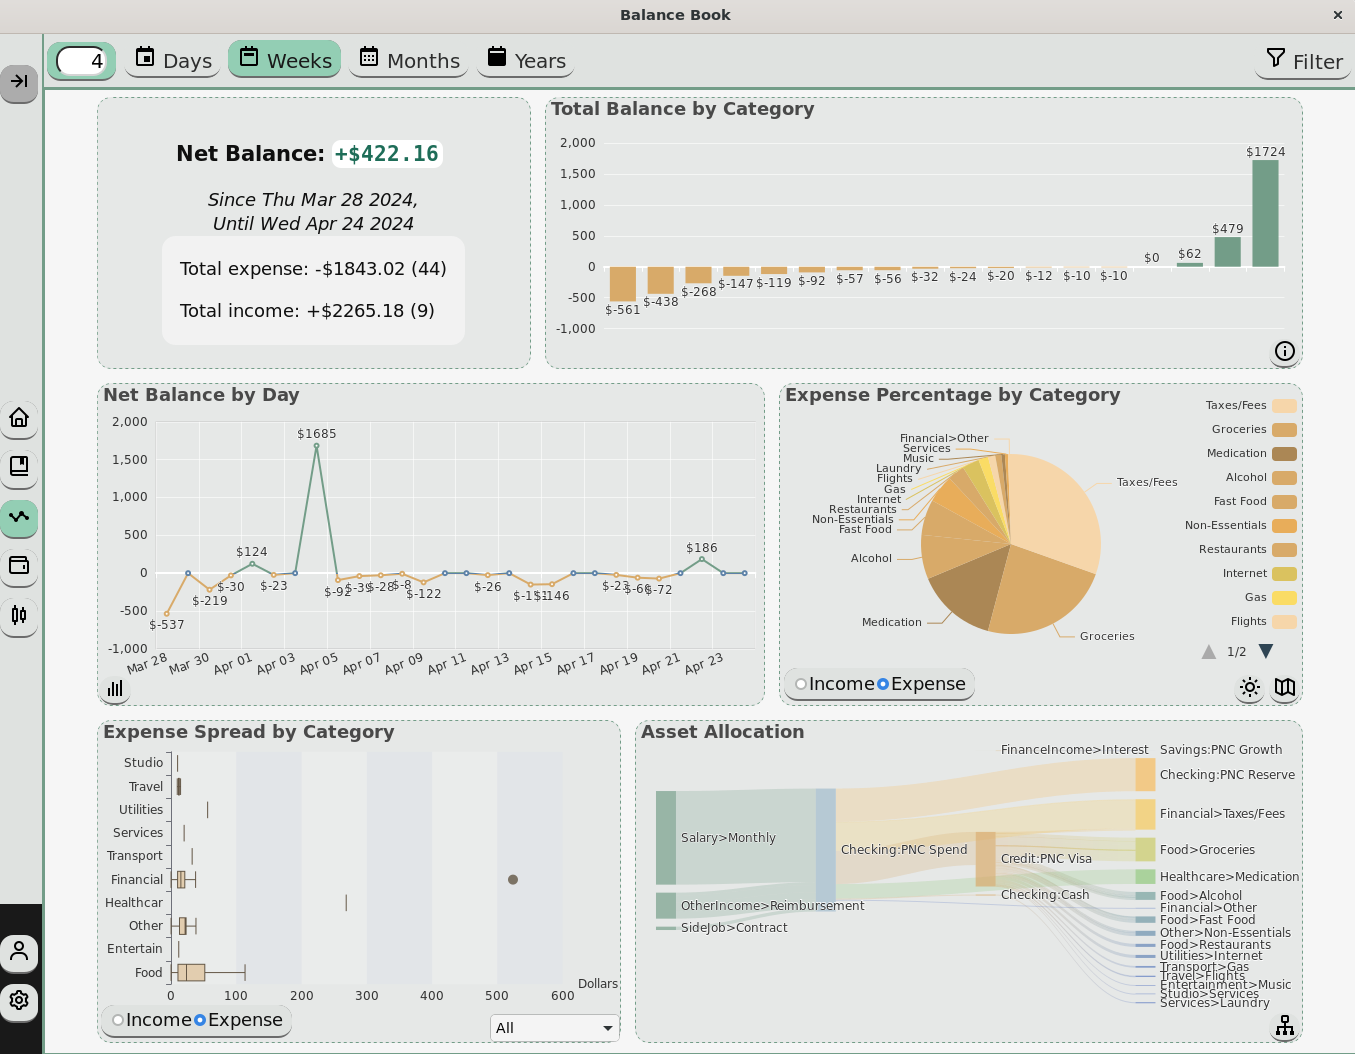 Balance Book
×
4 Days Weeks Months Years Filter
Net Balance: +$422.16
Since Thu Mar 28 2024,
Until Wed Apr 24 2024
Total expense: -$1843.02 (44)
Total income: +$2265.18 (9)
Total Balance by Category
2,000
1,500
1,000
500
0
-500
-1,000
$-561 $-438 $-268 $-147 $-119 $-92 $-57 $-56 $-32 $-24 $-20 $-12 $-10 $-10 $0 $62 $479 $1724
Net Balance by Day
2,000
1,500
1,000
500
0
-500
-1,000
$-537 $-219 $-30 $124 $-23 $1685 $-92 $-39 $-28 $-8 $-122 $-26 $-146 $-23 $-66 $-72 $186
Mar 28 Mar 30 Apr 01 Apr 03 Apr 05 Apr 07 Apr 09 Apr 11 Apr 13 Apr 15 Apr 17 Apr 19 Apr 21 Apr 23
Expense Percentage by Category
Financial>Other
Services
Music
Laundry
Flights
Gas
Internet
Restaurants
Non-Essentials
Fast Food
Alcohol
Medication
Groceries
Taxes/Fees
Taxes/Fees
Groceries
Medication
Alcohol
Fast Food
Non-Essentials
Restaurants
Internet
Gas
Flights
1/2
Income Expense
Expense Spread by Category
Studio
Travel
Utilities
Services
Transport
Financial
Healthcar
Other
Entertain
Food
0 100 200 300 400 500 600
Dollars
Income Expense
All
Asset Allocation
Salary>Monthly
OtherIncome>Reimbursement
SideJob>Contract
Checking:PNC Spend
Credit:PNC Visa
Checking:Cash
FinanceIncome>Interest
Savings:PNC Growth
Checking:PNC Reserve
Financial>Taxes/Fees
Food>Groceries
Healthcare>Medication
Food>Alcohol
Financial>Other
Food>Fast Food
Other>Non-Essentials
Food>Restaurants
Utilities>Internet
Transport>Gas
Travel>Flights
Entertainment>Music
Studio>Services
Services>Laundry